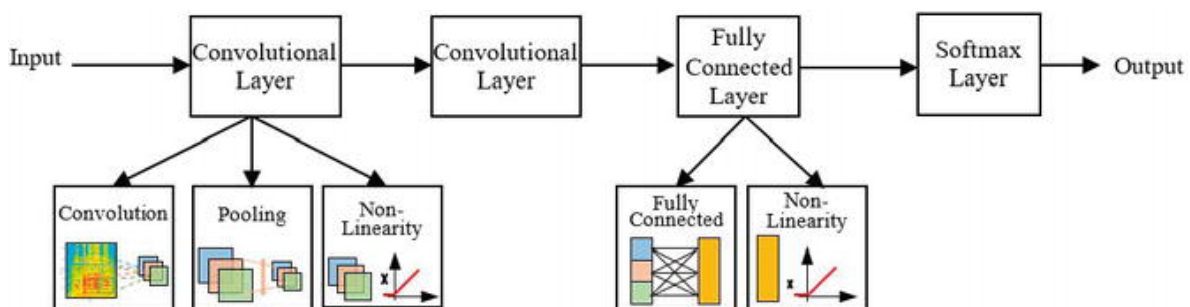 Input
Convolutional
Layer
Convolutional
Layer
Fully
Connected
Layer
Softmax
Layer
Output
Convolution
Pooling
Non-
Linearity
x
Fully
Connected
Non-
Linearity
x